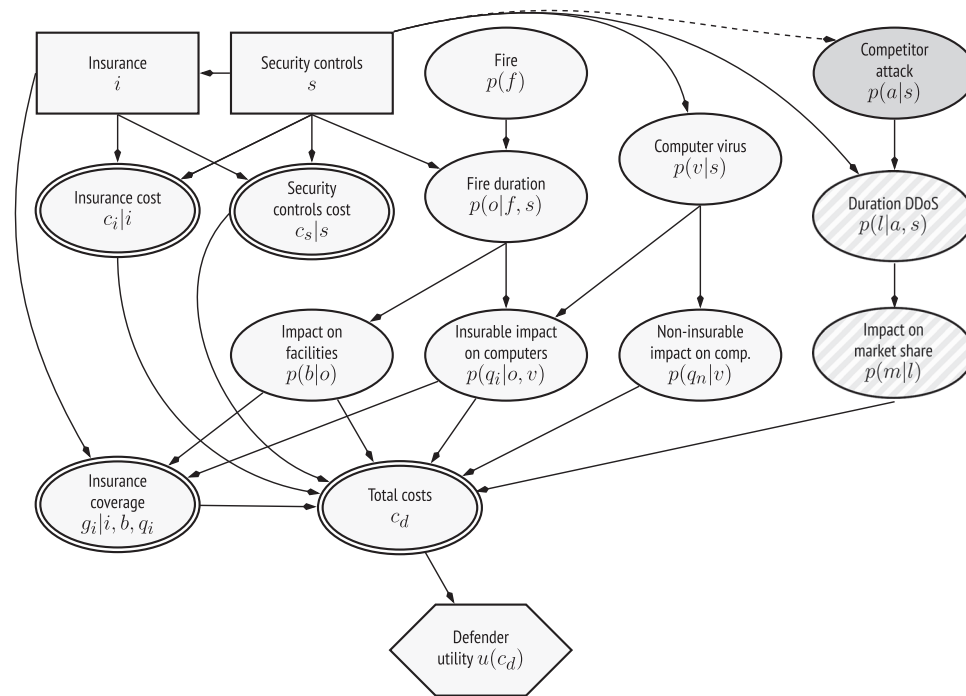 Insurance
i
Security controls
s
Fire
p(f)
Competitor
attack
p(a|s)
Computer virus
p(v|s)
Insurance cost
c_i|i
Security
controls cost
c_s|s
Fire duration
p(o|f, s)
Duration DDoS
p(l|a, s)
Impact on
facilities
p(b|o)
Insurable impact
on computers
p(q_i|o, v)
Non-insurable
impact on comp.
p(q_n|v)
Impact on
market share
p(m|l)
Insurance
coverage
g_i|i, b, q_i
Total costs
c_d
Defender
utility u(c_d)